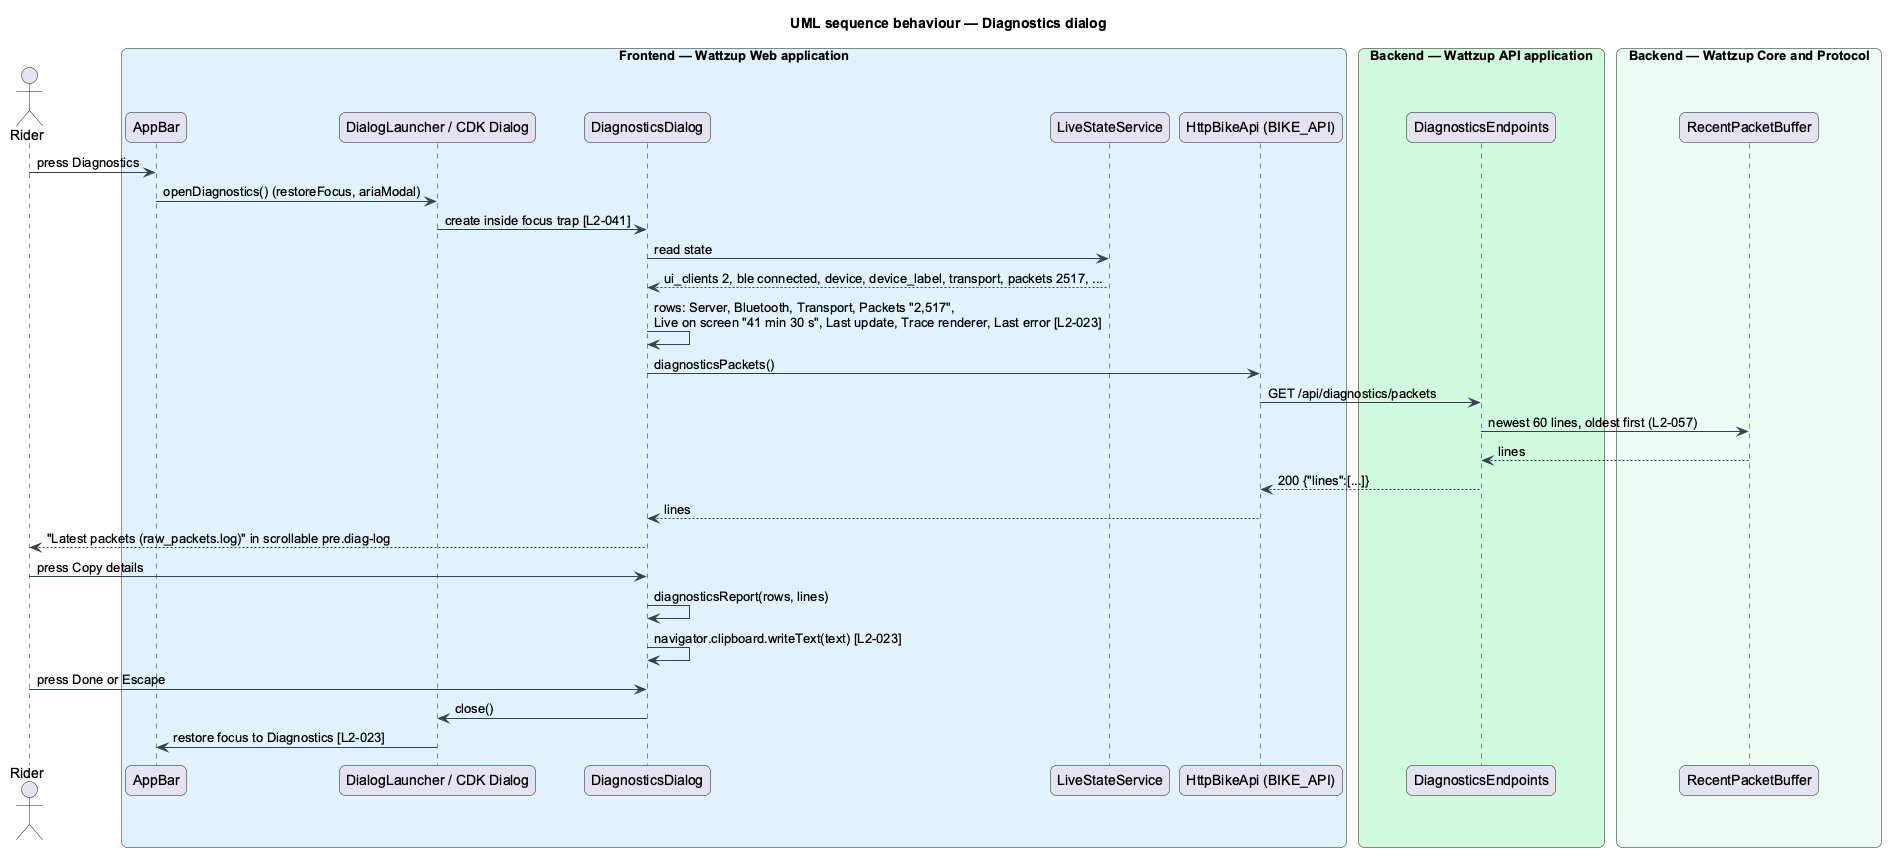 UML sequence behaviour — Diagnostics dialog
Frontend — Wattzup Web application
Backend — Wattzup API application
Backend — Wattzup Core and Protocol
Rider
AppBar
DialogLauncher / CDK Dialog
DiagnosticsDialog
LiveStateService
HttpBikeApi (BIKE_API)
DiagnosticsEndpoints
RecentPacketBuffer
press Diagnostics
openDiagnostics() (restoreFocus, ariaModal)
create inside focus trap [L2-041]
read state
ui_clients 2, ble connected, device, device_label, transport, packets 2517, ...
rows: Server, Bluetooth, Transport, Packets "2,517",
Live on screen "41 min 30 s", Last update, Trace renderer, Last error [L2-023]
diagnosticsPackets()
GET /api/diagnostics/packets
newest 60 lines, oldest first (L2-057)
lines
200 {"lines":[...]}
lines
"Latest packets (raw_packets.log)" in scrollable pre.diag-log
press Copy details
diagnosticReport(rows, lines)
navigator.clipboard.writeText(text) [L2-023]
press Done or Escape
close()
restore focus to Diagnostics [L2-023]
Rider
AppBar
DialogLauncher / CDK Dialog
DiagnosticsDialog
LiveStateService
HttpBikeApi (BIKE_API)
DiagnosticsEndpoints
RecentPacketBuffer